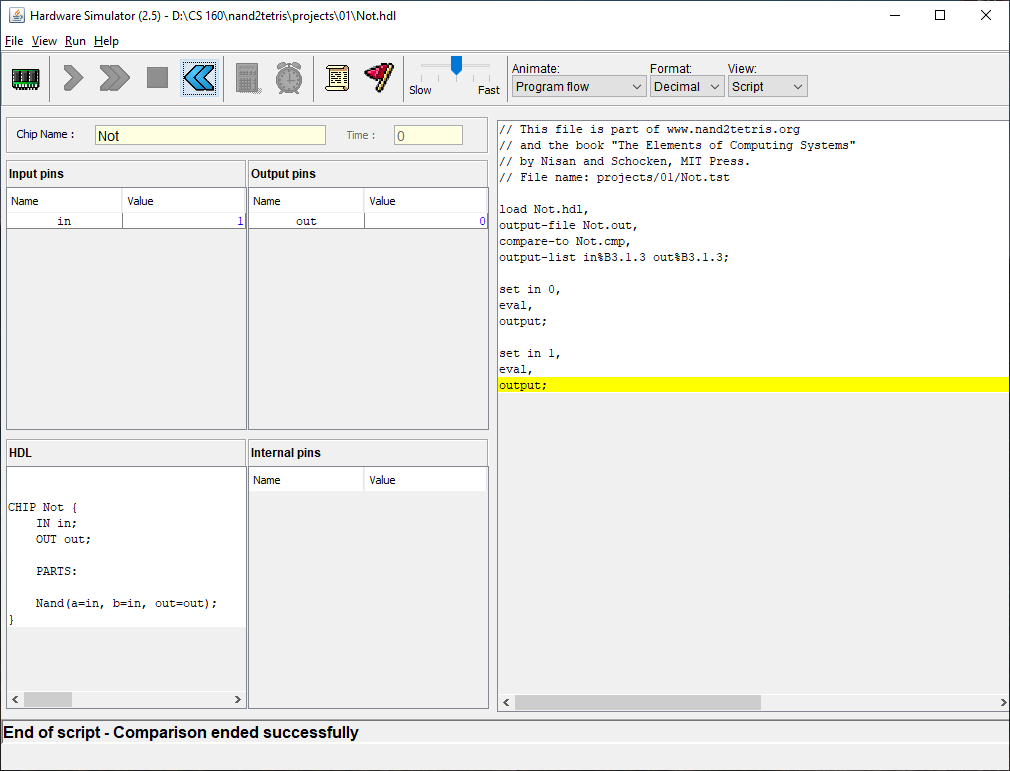 Hardware Simulator (2.5) - D:\CS 160\nand2tetris\projects\01\Not.hdl
File View Run Help
Slow Fast
Animate: Format: View:
Program flow Decimal Script
Chip Name : Not Time : 0
Input pins
Name Value
in 1
Output pins
Name Value
out 0
HDL
CHIP Not {
    IN in;
    OUT out;
    PARTS:
    Nand(a=in, b=in, out=out);
}
Internal pins
Name Value
// This file is part of www.nand2tetris.org
// and the book "The Elements of Computing Systems"
// by Nisan and Schocken, MIT Press.
// File name: projects/01/Not.tst
load Not.hdl,
output-file Not.out,
compare-to Not.cmp,
output-list in%B3.1.3 out%B3.1.3;
set in 0,
eval,
output;
set in 1,
eval,
output;
End of script - Comparison ended successfully